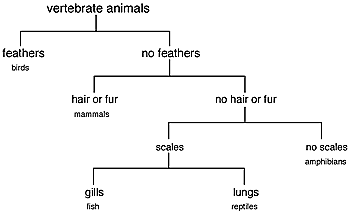 vertebrate animals
feathers
birds
no feathers
hair or fur
mammals
no hair or fur
scales
no scales
amphibians
gills
fish
lungs
reptiles